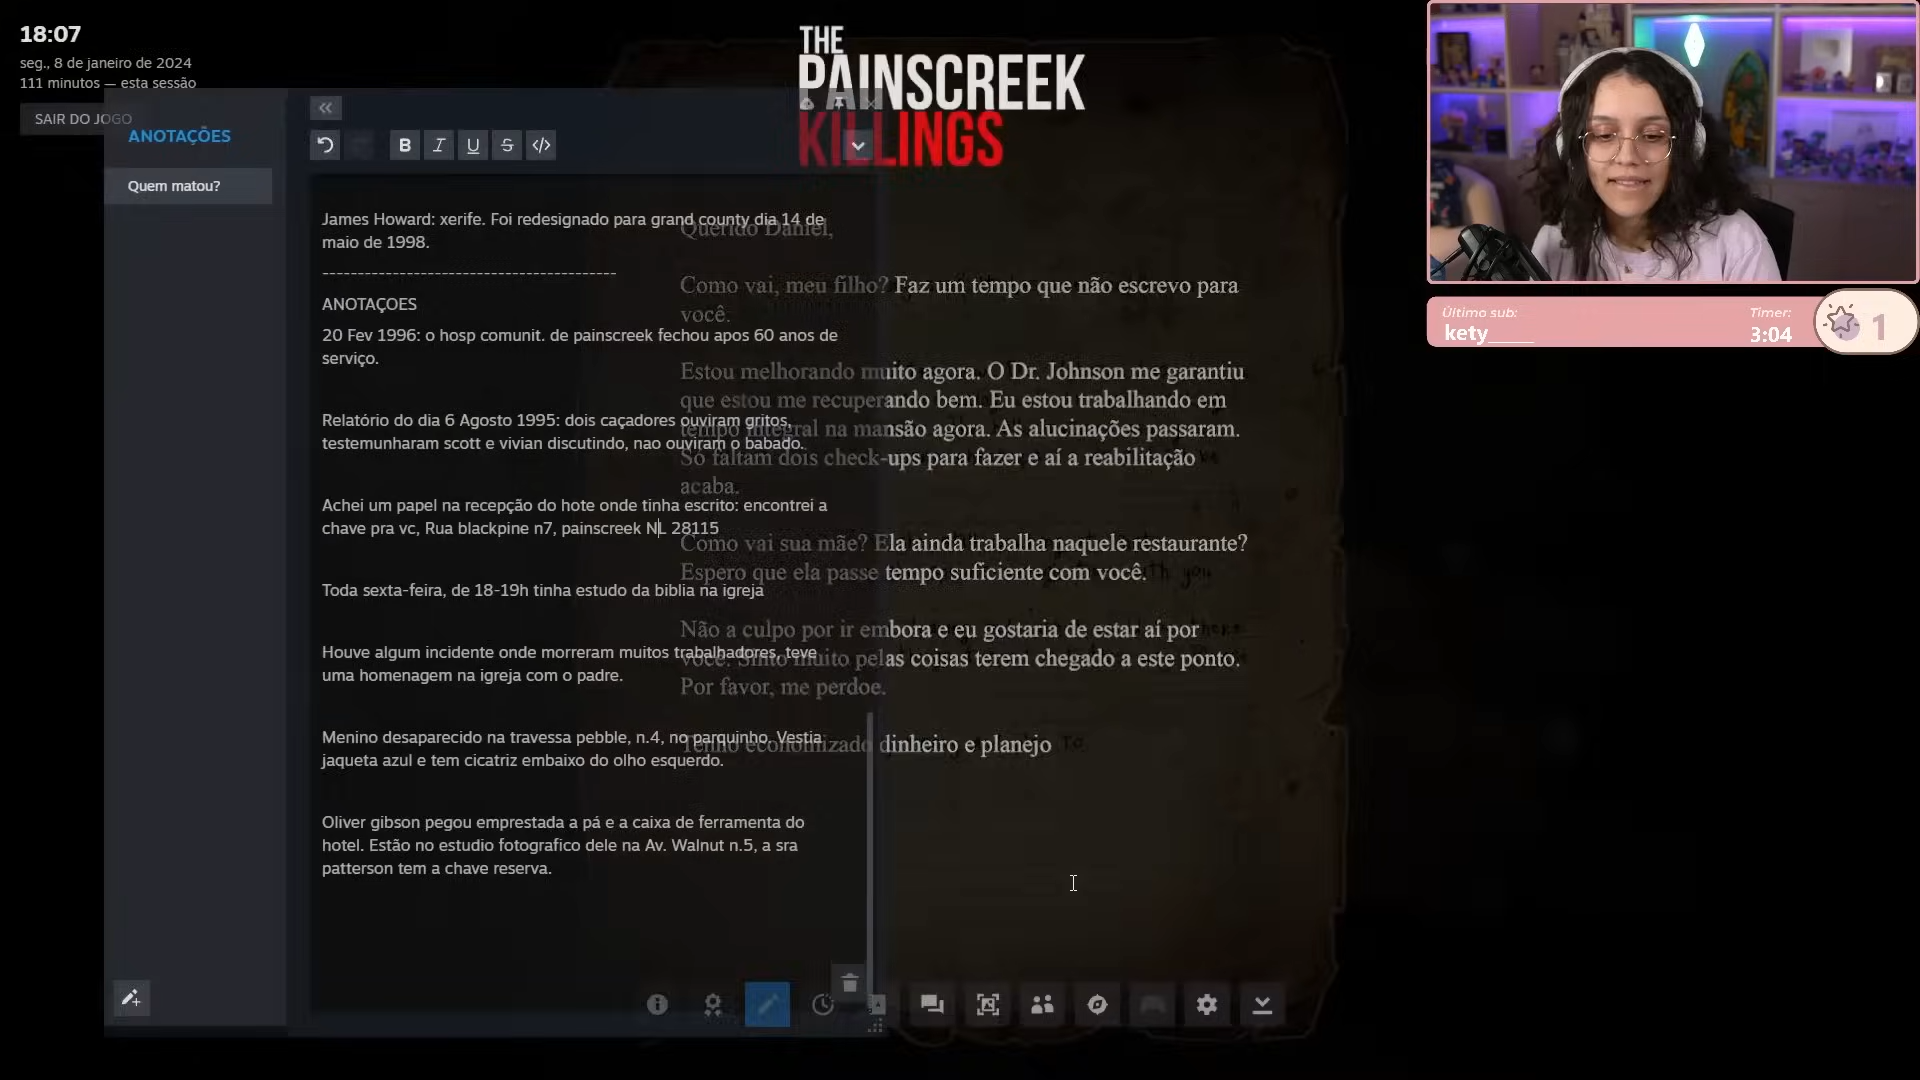 18:07
seg., 8 de janeiro de 2024
111 minutos — esta sessão
SAIR DO JOGO
THE
PAINSCREEK
KILLINGS
ANOTAÇÕES
Quem matou?
B I U S </>
James Howard: xerife. Foi redesignado para grand county dia 14 de
maio de 1998.
-----------------------------------------
ANOTAÇOES
20 Fev 1996: o hosp comunit. de painscreek fechou apos 60 anos de
serviço.
Relatório do dia 6 Agosto 1995: dois caçadores ouviram gritos,
testemunharam scott e vivian discutindo, nao ouviram o babado.
Achei um papel na recepção do hote onde tinha escrito: encontrei a
chave pra vc, Rua blackpine n7, painscreek NL 28115
Toda sexta-feira, de 18-19h tinha estudo da biblia na igreja
Houve algum incidente onde morreram muitos trabalhadores, teve
uma homenagem na igreja com o padre.
Menino desaparecido na travessa pebble, n.4, no parquinho. Vestia
jaqueta azul e tem cicatriz embaixo do olho esquerdo.
Oliver gibson pegou emprestada a pá e a caixa de ferramenta do
hotel. Estão no estudio fotografico dele na Av. Walnut n.5, a sra
patterson tem a chave reserva.
Querido Daniel,
Como vai, meu filho? Faz um tempo que não escrevo para
você.
Estou melhorando muito agora. O Dr. Johnson me garantiu
que estou me recuperando bem. Eu estou trabalhando em
tempo integral na mansão agora. As alucinações passaram.
Só faltam dois check-ups para fazer e aí a reabilitação
acaba.
Como vai sua mãe? Ela ainda trabalha naquele restaurante?
Espero que ela passe tempo suficiente com você.
Não a culpo por ir embora e eu gostaria de estar aí por
você. Sinto muito pelas coisas terem chegado a este ponto.
Por favor, me perdoe.
Tenho economizado dinheiro e planejo
Último sub:
kety_____
Timer:
3:04
1